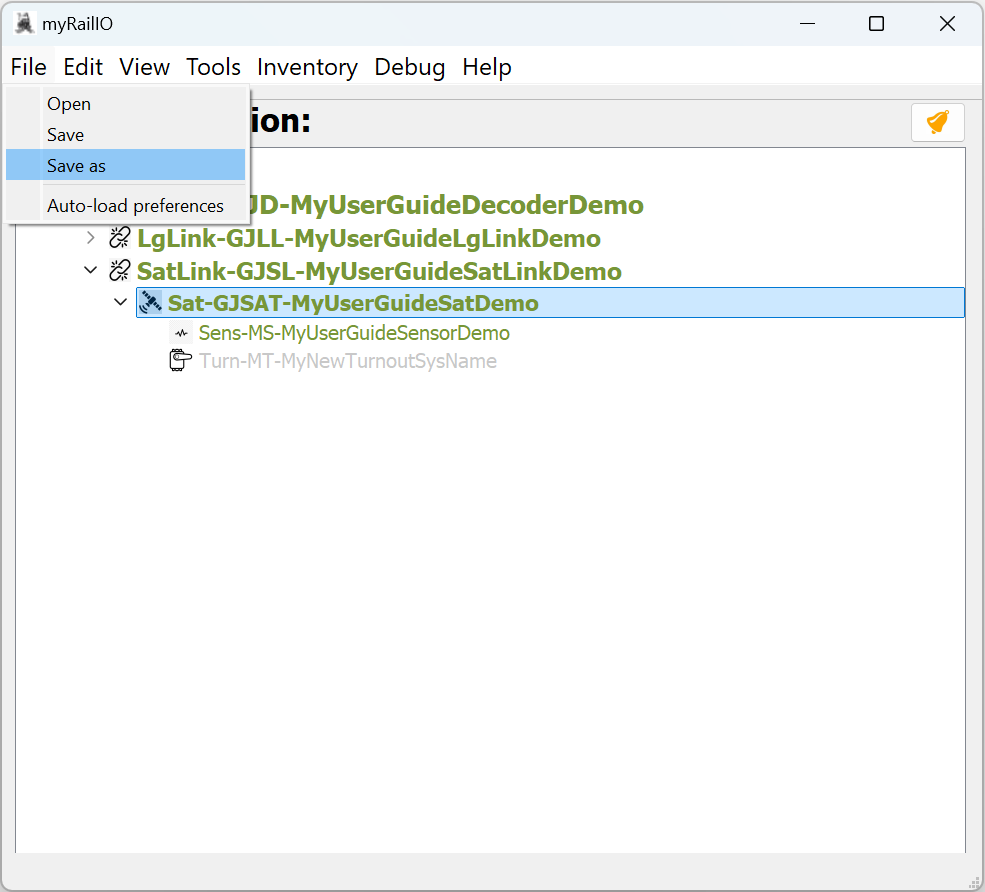 myRailIO
File Edit View Tools Inventory Debug Help
Open
Save
Save as
Auto-load preferences
ion:
JD-MyUserGuideDecoderDemo
LgLink-GJLL-MyUserGuideLgLinkDemo
SatLink-GJSL-MyUserGuideSatLinkDemo
Sat-GJSAT-MyUserGuideSatDemo
Sens-MS-MyUserGuideSensorDemo
Turn-MT-MyNewTurnoutSysName